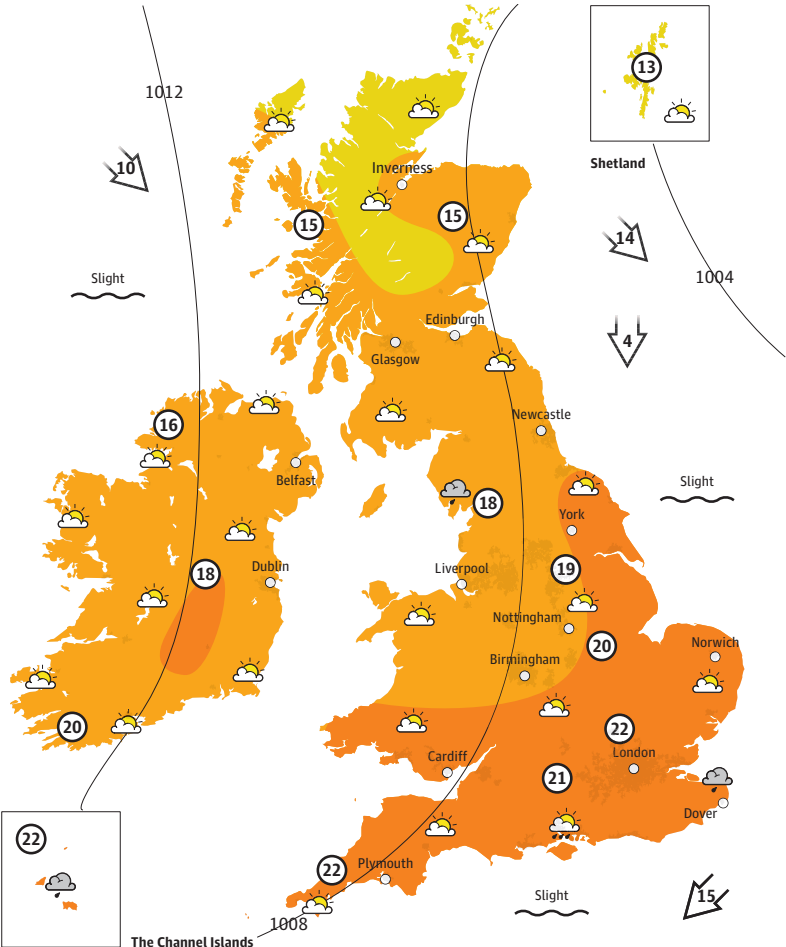 13
1012
10
Inverness
Shetland
15
15
14
Slight
1004
Edinburgh
4
Glasgow
16
Newcastle
Belfast
Slight
18
York
Dublin
18
Liverpool
19
Nottingham
20
Norwich
Birmingham
20
22
London
Cardiff
21
Dover
22
22
Plymouth
Slight
15
1008
The Channel Islands